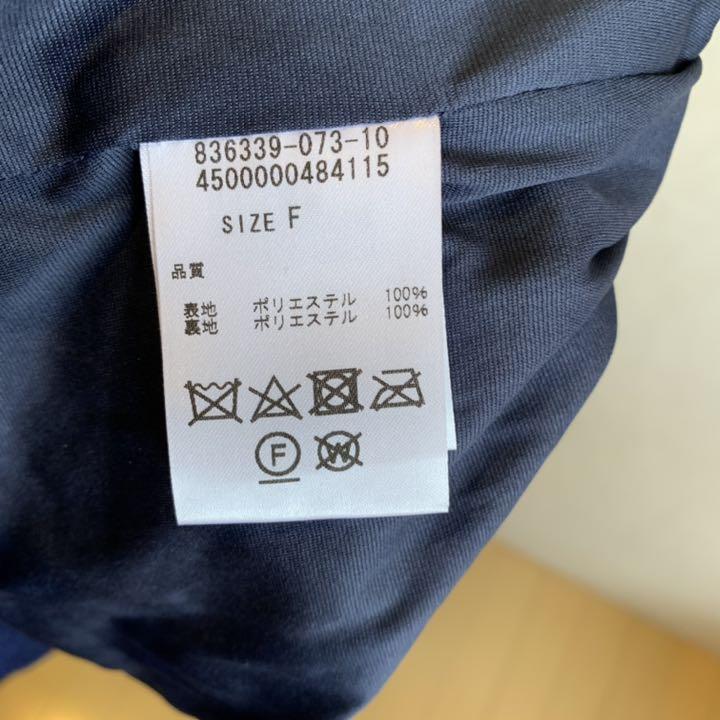 836339-073-10
4500000484115
SIZE F
品質
表地 ポリエステル 100%
裏地 ポリエステル 100%
F
W